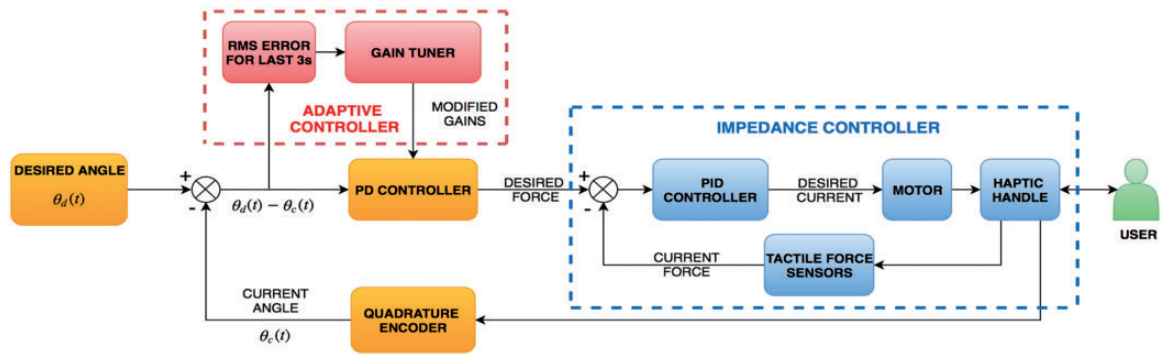 RMS ERROR
FOR LAST 3s
GAIN TUNER
ADAPTIVE
CONTROLLER
MODIFIED
GAINS
IMPEDANCE CONTROLLER
DESIRED ANGLE
θd(t)
+
-
θd(t) − θc(t)
PD CONTROLLER
DESIRED
FORCE
+
-
PID
CONTROLLER
DESIRED
CURRENT
MOTOR
HAPTIC
HANDLE
USER
CURRENT
FORCE
TACTILE FORCE
SENSORS
CURRENT
ANGLE
θc(t)
QUADRATURE
ENCODER